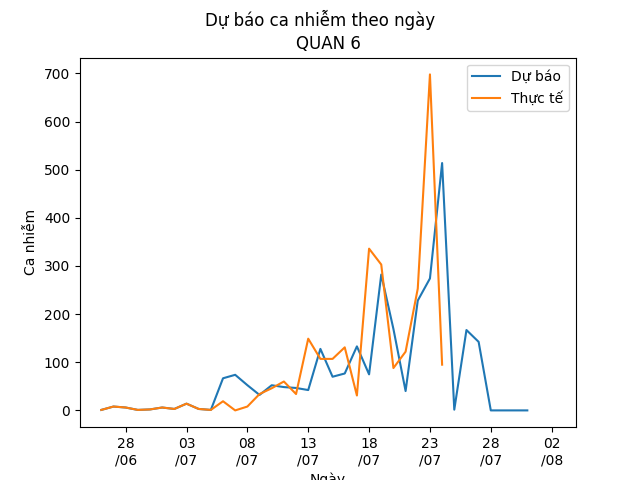 Dự báo ca nhiễm theo ngày
QUAN 6
Dự báo
Thực tế
Ca nhiễm
700
600
500
400
300
200
100
0
28 03 08 13 18 23 28 02
/06 /07 /07 /07 /07 /07 /07 /08
Ngày